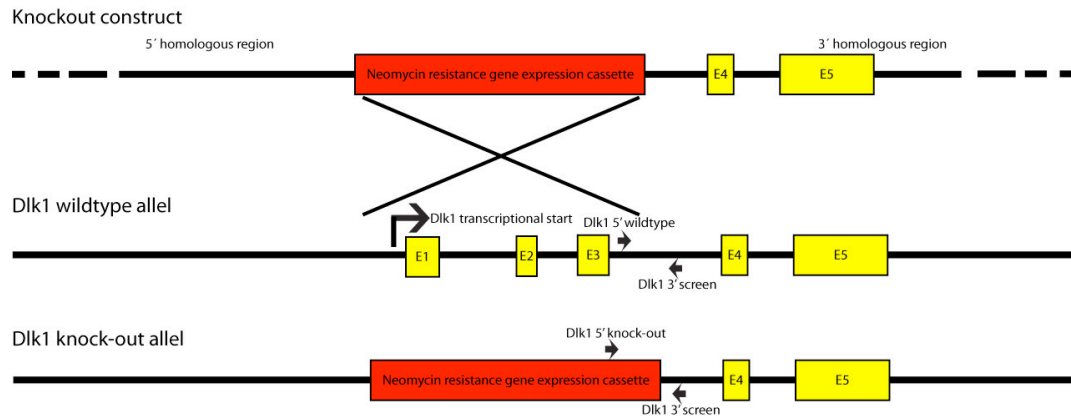 Knockout construct
5´ homologous region
3´ homologous region
Neomycin resistance gene expression cassette
E4
E5
Dlk1 wildtype allel
Dlk1 transcriptional start
Dlk1 5’ wildtype
E1
E2
E3
E4
E5
Dlk1 3’ screen
Dlk1 knock-out allel
Dlk1 5’ knock-out
Neomycin resistance gene expression cassette
E4
E5
Dlk1 3’ screen